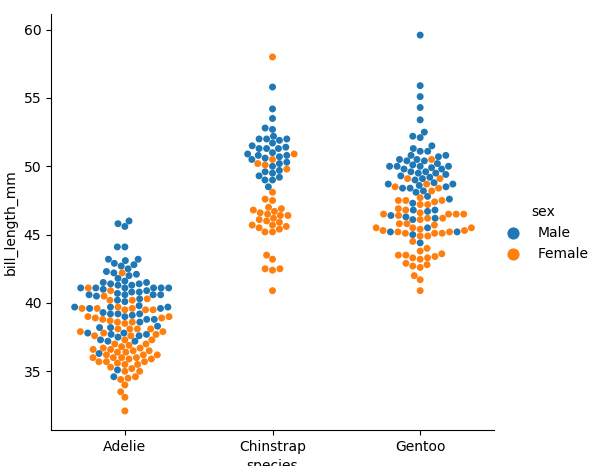 60
55
50
45
40
35
bill_length_mm
Adelie
Chinstrap
Gentoo
species
sex
Male
Female